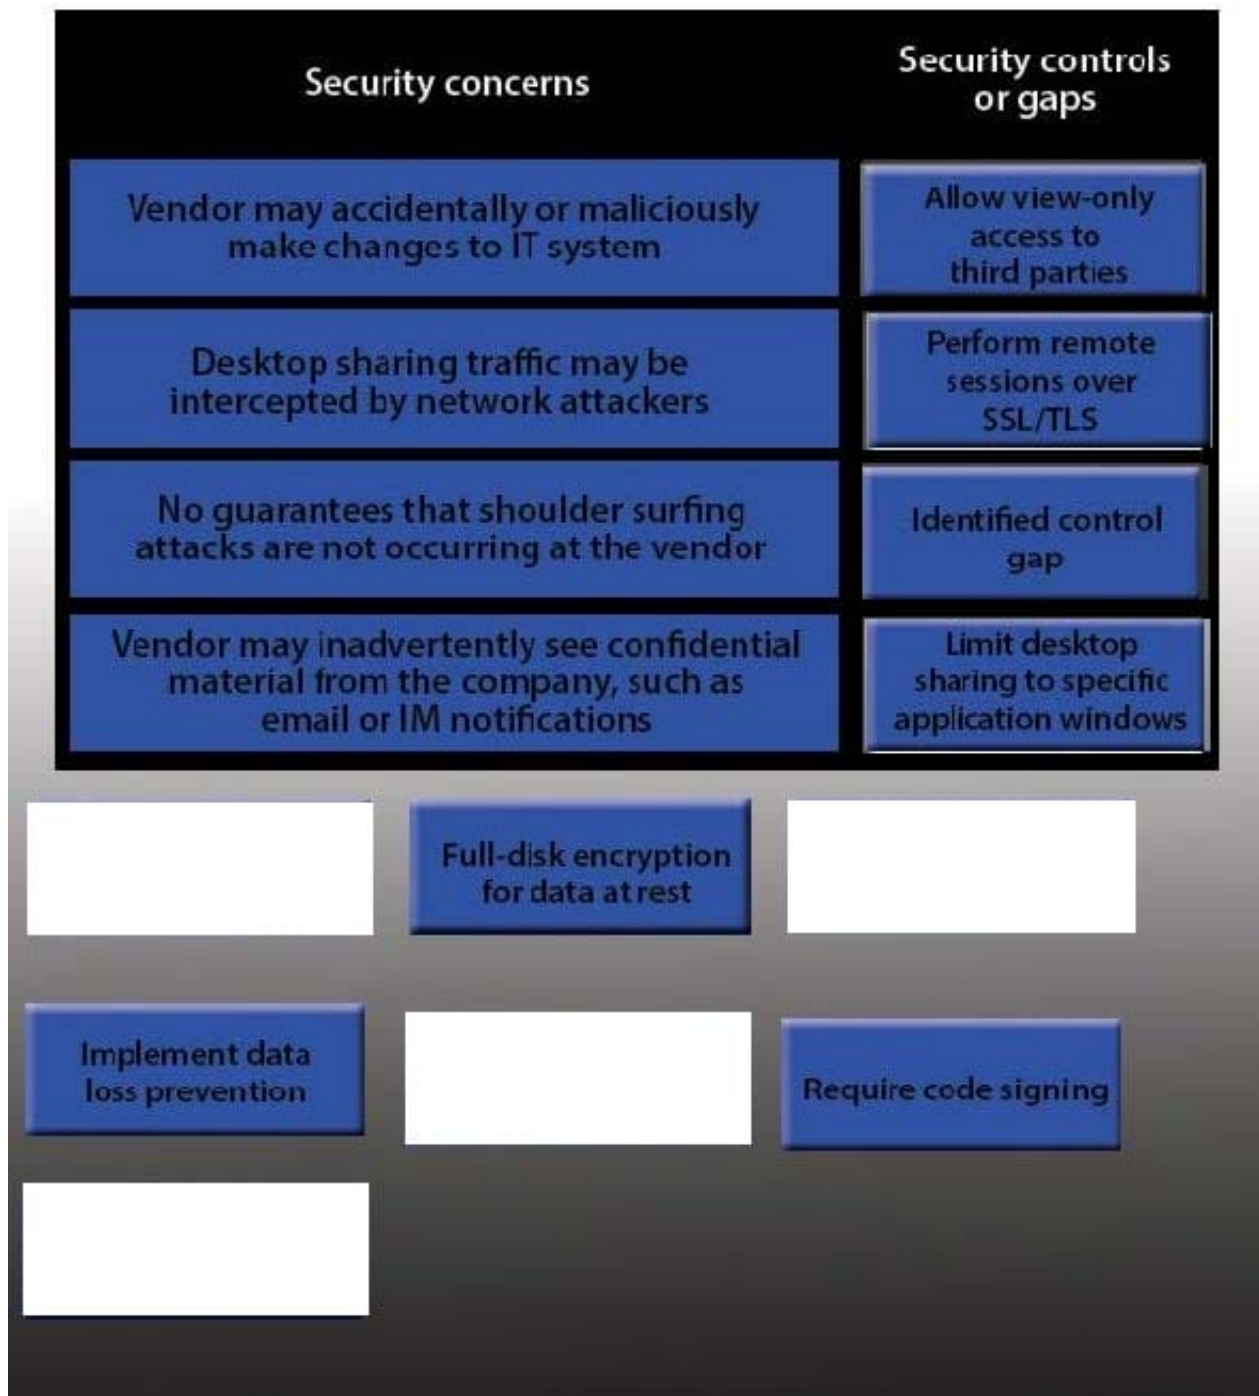 Security concerns
Security controls
or gaps
Vendor may accidentally or maliciously
make changes to IT system
Allow view-only
access to
third parties
Desktop sharing traffic may be
intercepted by network attackers
Perform remote
sessions over
SSL/TLS
No guarantees that shoulder surfing
attacks are not occurring at the vendor
Identified control
gap
Vendor may inadvertently see confidential
material from the company, such as
email or IM notifications
Limit desktop
sharing to specific
application windows
Full-disk encryption
for data at rest
Implement data
loss prevention
Require code signing